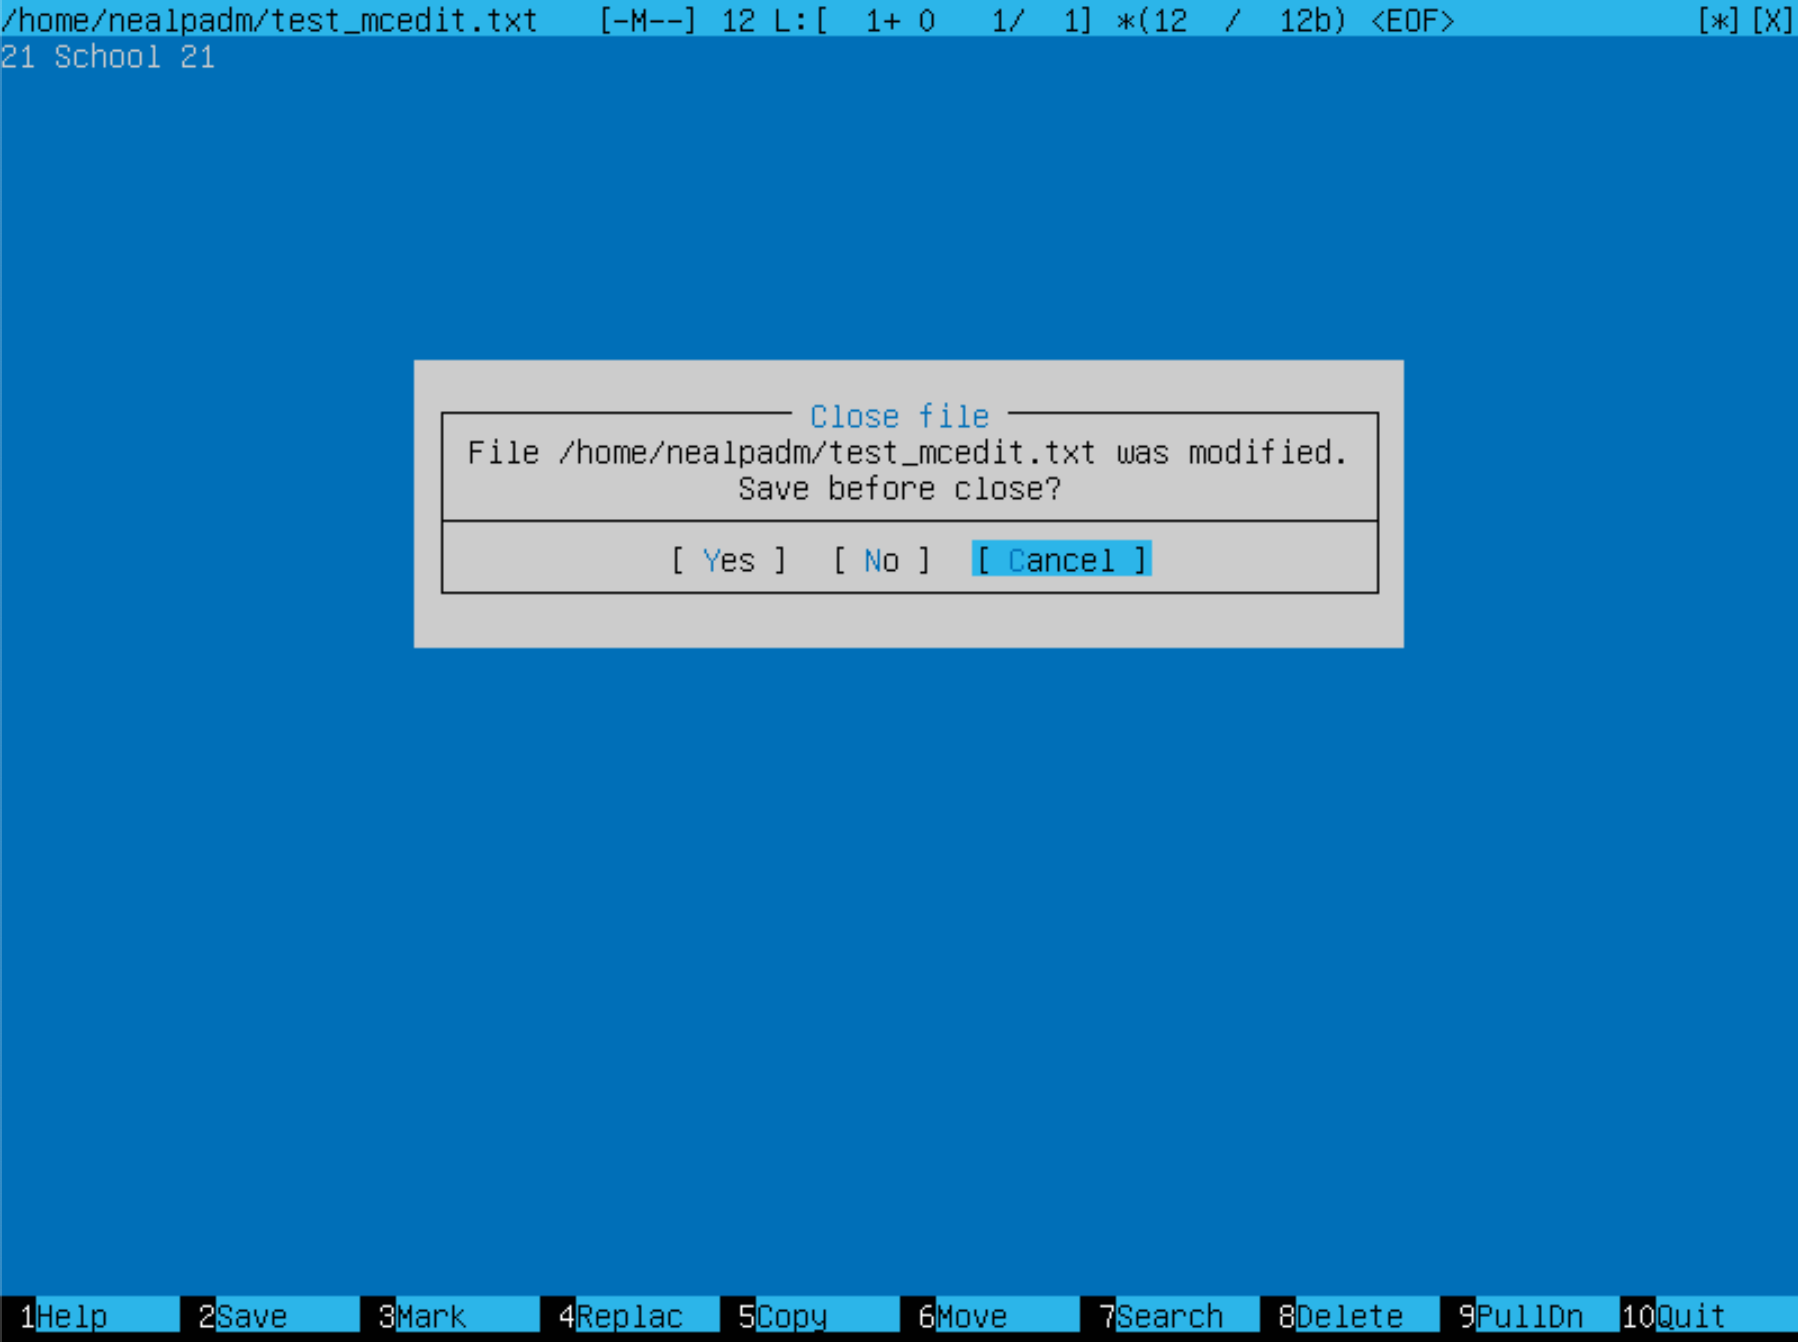 /home/nealpadm/test_mcedit.txt [-M--] 12 L:[ 1+ 0 1/ 1] *(12 / 12b) <EOF> [*][X]
21 School 21
Close file
File /home/nealpadm/test_mcedit.txt was modified.
Save before close?
[ Yes ] [ No ] [ Cancel ]
1Help 2Save 3Mark 4Replac 5Copy 6Move 7Search 8Delete 9PullDn 10Quit